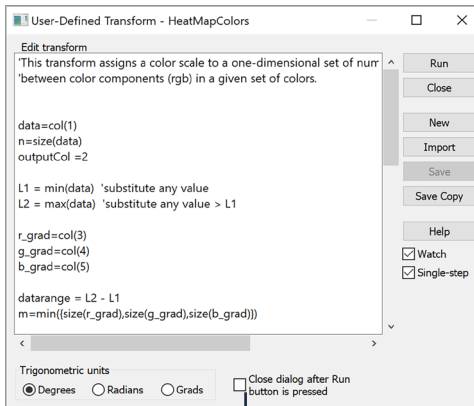 User-Defined Transform - HeatMapColors
Edit transform
'This transform assigns a color scale to a one-dimensional set of num
'between color components (rgb) in a given set of colors.
data=col(1)
n=size(data)
outputCol =2
L1 = min(data)  'substitute any value
L2 = max(data)  'substitute any value > L1
r_grad=col(3)
g_grad=col(4)
b_grad=col(5)
datarange = L2 - L1
m=min({size(r_grad),size(g_grad),size(b_grad)})
Run
Close
New
Import
Save
Save Copy
Help
Watch
Single-step
Trigonometric units
Degrees
Radians
Grads
Close dialog after Run
button is pressed